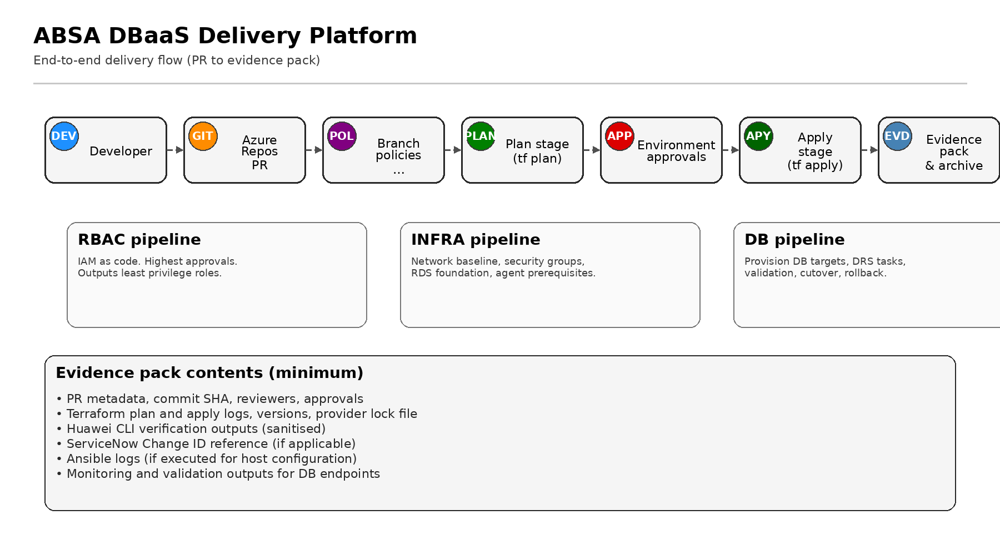 ABSA DBaaS Delivery Platform
End-to-end delivery flow (PR to evidence pack)
DEV
Developer
GIT
Azure
Repos
PR
POL
Branch
policies
...
PLAN
Plan stage
(tf plan)
APP
Environment
approvals
APY
Apply
stage
(tf apply)
EVD
Evidence
pack
& archive
RBAC pipeline
IAM as code. Highest approvals.
Outputs least privilege roles.
INFRA pipeline
Network baseline, security groups,
RDS foundation, agent prerequisites.
DB pipeline
Provision DB targets, DRS tasks,
validation, cutover, rollback.
Evidence pack contents (minimum)
• PR metadata, commit SHA, reviewers, approvals
• Terraform plan and apply logs, versions, provider lock file
• Huawei CLI verification outputs (sanitised)
• ServiceNow Change ID reference (if applicable)
• Ansible logs (if executed for host configuration)
• Monitoring and validation outputs for DB endpoints